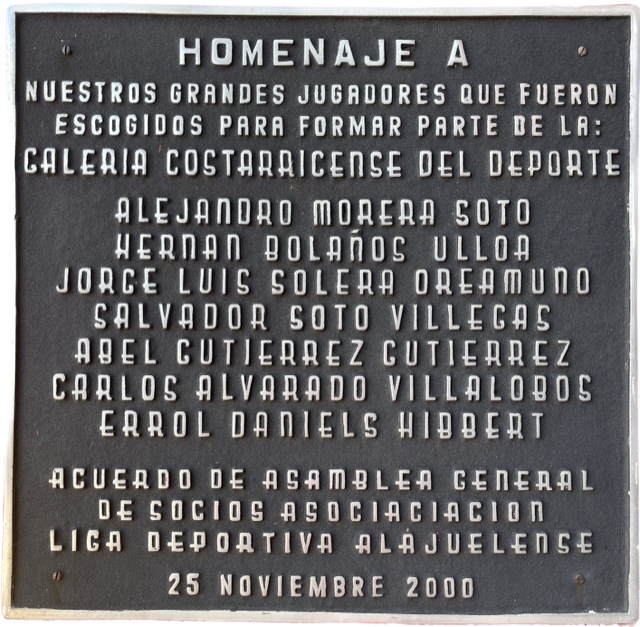 HOMENAJE A
NUESTROS GRANDES JUGADORES QUE FUERON
ESCOGIDOS PARA FORMAR PARTE DE LA:
GALERIA COSTARRICENSE DEL DEPORTE
ALEJANDRO MORERA SOTO
HERNAN BOLAÑOS ULLOA
JORGE LUIS SOLERA OREAMUNO
SALVADOR SOTO VILLEGAS
ABEL GUTIERREZ GUTIERREZ
CARLOS ALVARADO VILLALOBOS
ERROL DANIELS HIBBERT
ACUERDO DE ASAMBLEA GENERAL
DE SOCIOS ASOCIACIACION
LIGA DEPORTIVA ALAJUELENSE
25 NOVIEMBRE 2000